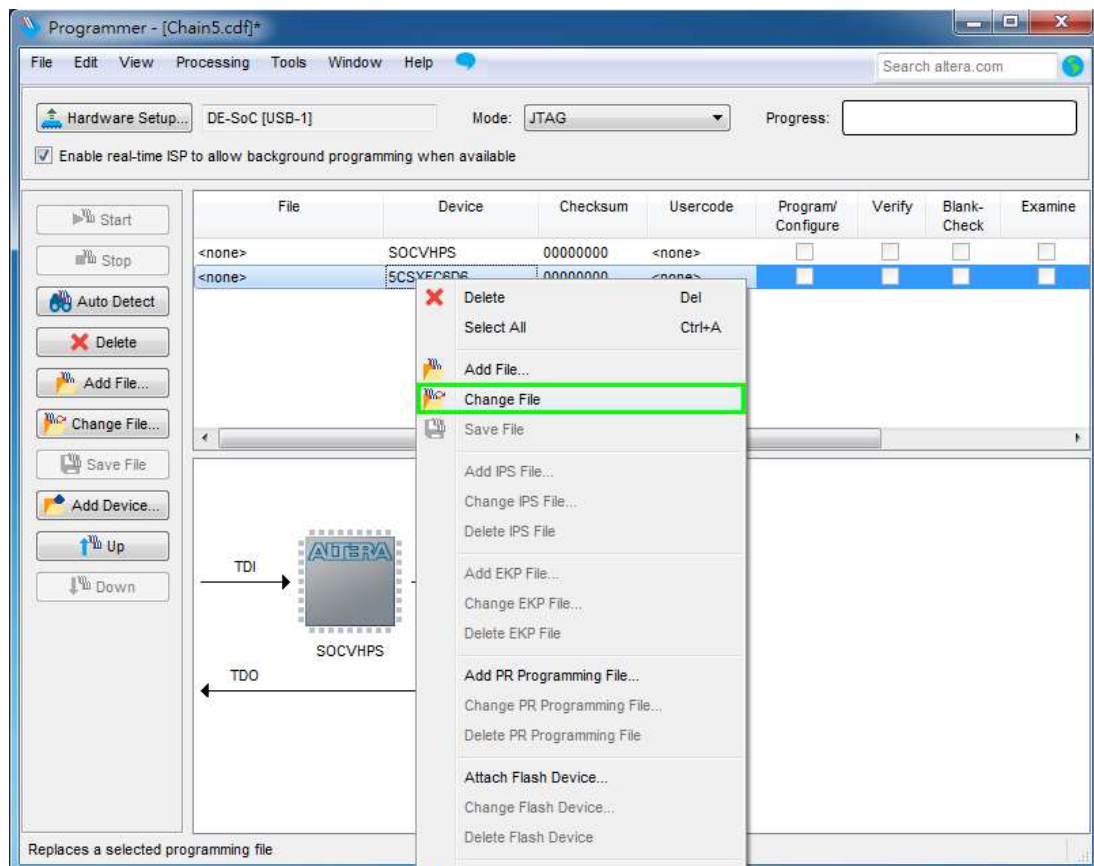 Programmer - [Chain5.cdf]*
File Edit View Processing Tools Window Help
Search altera.com
Hardware Setup... DE-SoC [USB-1] Mode: JTAG Progress:
Enable real-time ISP to allow background programming when available
Start
Stop
Auto Detect
Delete
Add File...
Change File...
Save File
Add Device...
Up
Down
File Device Checksum Usercode Program/ Configure Verify Blank- Check Examine
<none> SOCVHPS 00000000 <none>
<none> 5CSXFC6D6 00000000 <none>
Delete Del
Select All Ctrl+A
Add File...
Change File
Save File
Add IPS File...
Change IPS File...
Delete IPS File
Add EKP File...
Change EKP File...
Delete EKP File
Add PR Programming File...
Change PR Programming File...
Delete PR Programming File
Attach Flash Device...
Change Flash Device...
Delete Flash Device
TDI
ALTERA
SOCVHPS
TDO
Replaces a selected programming file